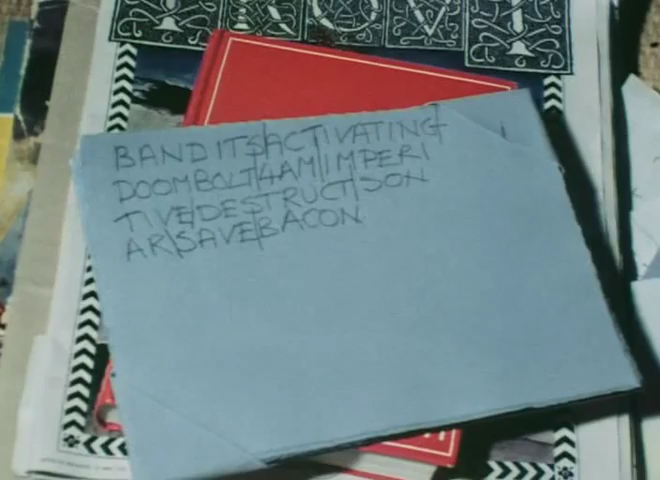 BANDITS|ACTIVATING
DOOMBOLT|4AM|IMPERI
TIVE|DESTRUCT|SON
AR|SAVE|BACON